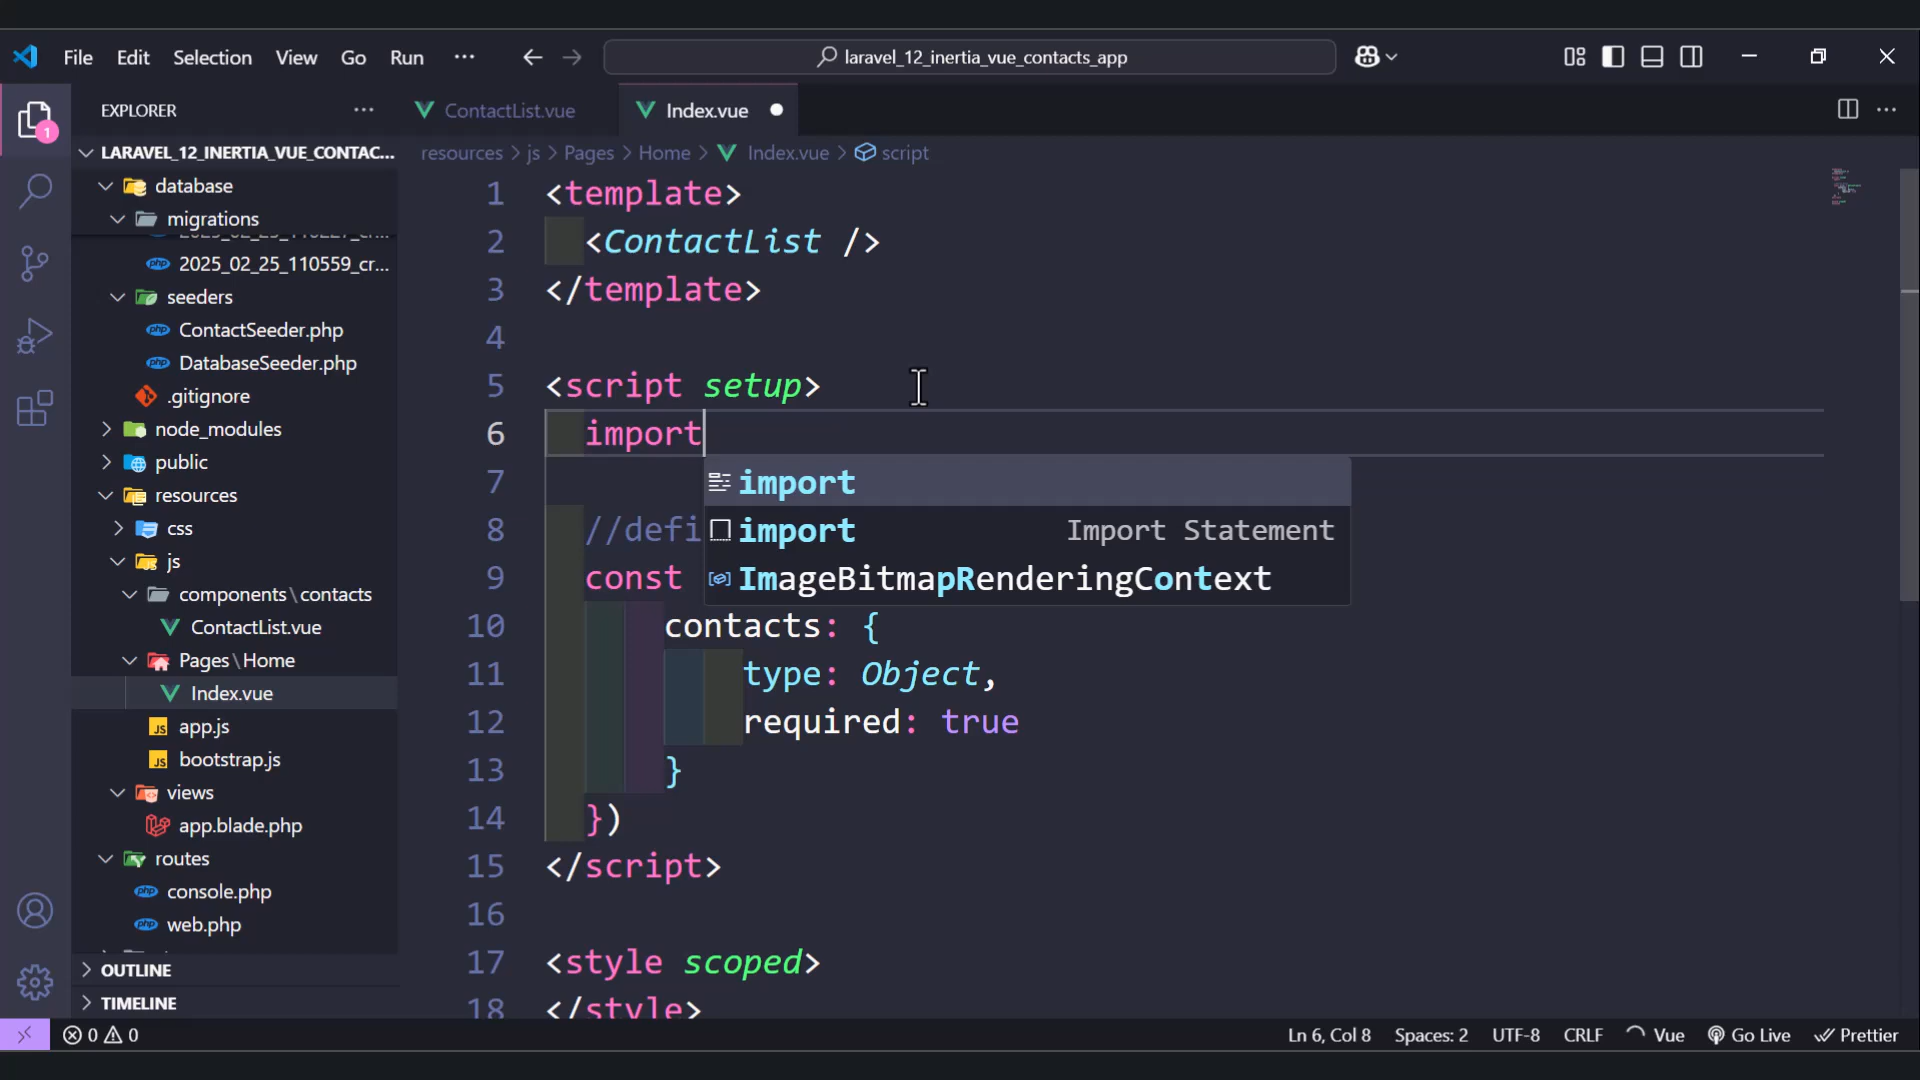 File Edit Selection View Go Run ··· laravel_12_inertia_vue_contacts_app
EXPLORER ···
1
LARAVEL_12_INERTIA_VUE_CONTAC...
database
migrations
2025_02_25_110559_cr...
seeders
ContactSeeder.php
DatabaseSeeder.php
.gitignore
node_modules
public
resources
css
js
components\contacts
ContactList.vue
Pages\Home
Index.vue
app.js
bootstrap.js
views
app.blade.php
routes
console.php
web.php
OUTLINE
TIMELINE
ContactList.vue Index.vue
resources > js > Pages > Home > Index.vue > script
1 <template>
2 <ContactList />
3 </template>
4
5 <script setup>
6 import
7
8 //defi
9 const
10 contacts: {
11 type: Object,
12 required: true
13 }
14 })
15 </script>
16
17 <style scoped>
18 </style>
import
import Import Statement
ImageBitmapRenderingContext
0 0 Ln 6, Col 8 Spaces: 2 UTF-8 CRLF Vue Go Live Prettier